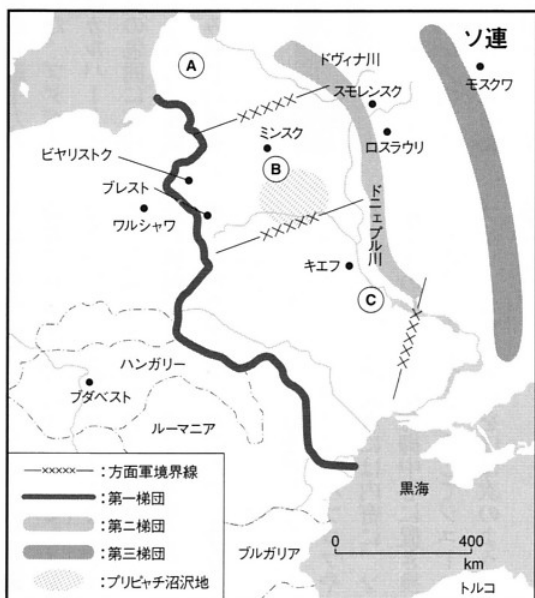 ソ連
A
ドヴィナ川
スモレンスク
モスクワ
ミンスク
ロスラウリ
ビヤリストク
B
ブレスト
ワルシャワ
ドニェプル川
キエフ
C
ハンガリー
ブダペスト
ルーマニア
黒海
ブルガリア
トルコ
0 400
km
—××××—:方面軍境界線
:第一梯団
:第二梯団
:第三梯団
:プリピャチ沼沢地